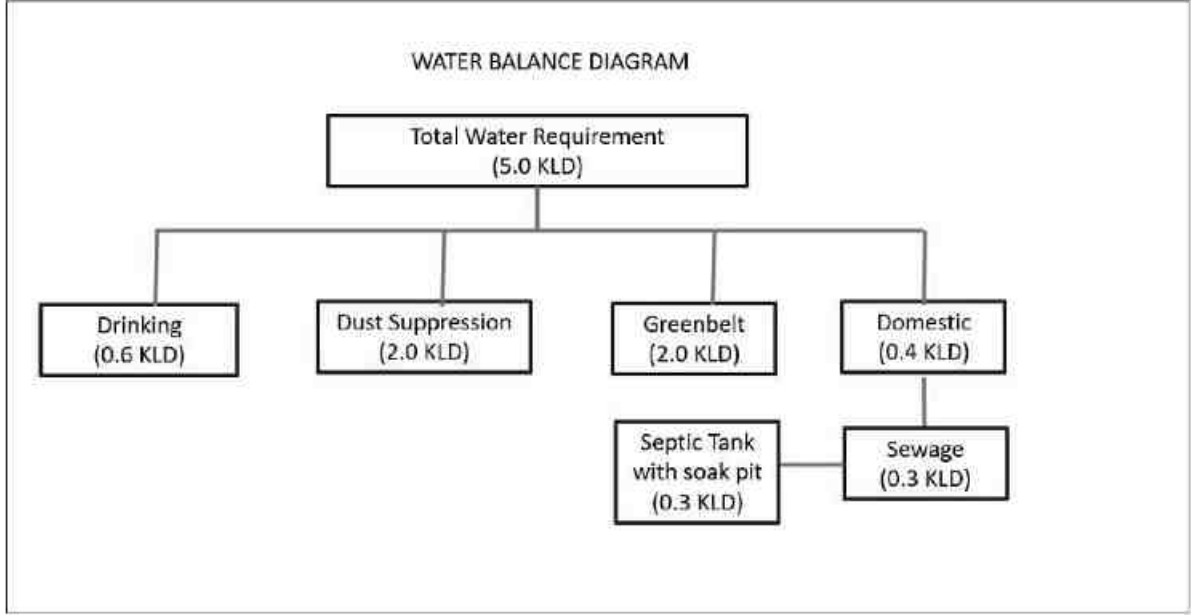 WATER BALANCE DIAGRAM
Total Water Requirement
(5.0 KLD)
Drinking
(0.6 KLD)
Dust Suppression
(2.0 KLD)
Greenbelt
(2.0 KLD)
Domestic
(0.4 KLD)
Septic Tank
with soak pit
(0.3 KLD)
Sewage
(0.3 KLD)